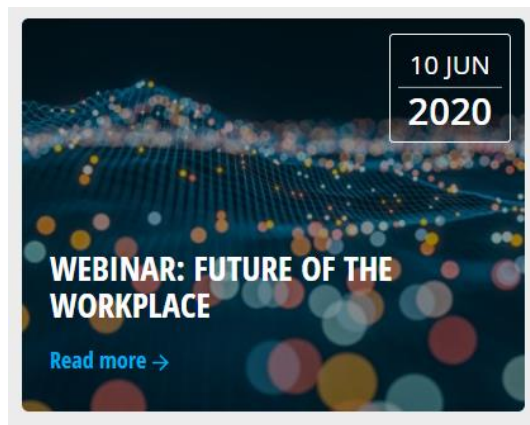 10 JUN
2020
WEBINAR: FUTURE OF THE
WORKPLACE
Read more →